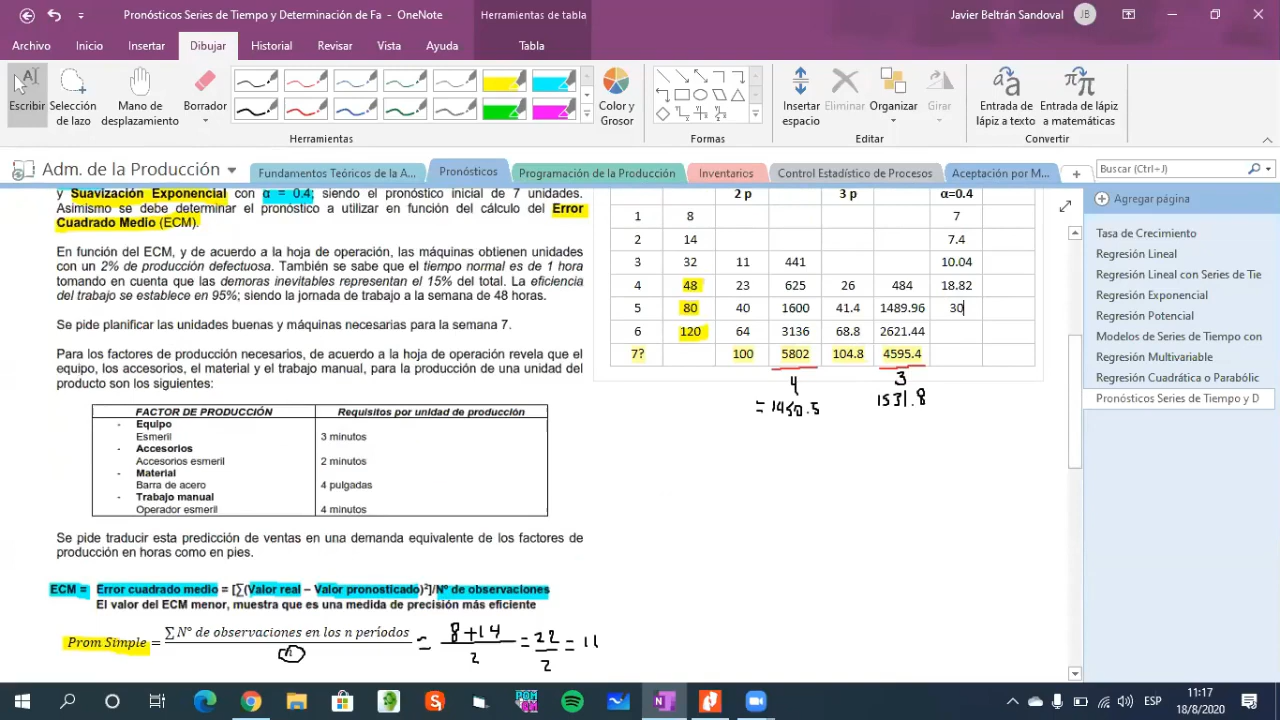 Pronósticos Series de Tiempo y Determinación de Fa - OneNote
Herramientas de tabla
Javier Beltrán Sandoval
JB
Archivo Inicio Insertar Dibujar Historial Revisar Vista Ayuda Tabla
Escribir
Selección de lazo
Mano de desplazamiento
Borrador
Color y Grosor
Insertar espacio
Eliminar
Organizar
Girar
Entrada de lápiz a texto
Entrada de lápiz a matemáticas
Herramientas
Formas
Editar
Convertir
Adm. de la Producción
Fundamentos Teóricos de la A...
Pronósticos
Programación de la Producción
Inventarios
Control Estadístico de Procesos
Aceptación por M...
Buscar (Ctrl+J)
y Suavización Exponencial con α = 0.4; siendo el pronóstico inicial de 7 unidades.
Asimismo se debe determinar el pronóstico a utilizar en función del cálculo del Error
Cuadrado Medio (ECM).
En función del ECM, y de acuerdo a la hoja de operación, las máquinas obtienen unidades
con un 2% de producción defectuosa. También se sabe que el tiempo normal es de 1 hora
tomando en cuenta que las demoras inevitables representan el 15% del total. La eficiencia
del trabajo se establece en 95%; siendo la jornada de trabajo a la semana de 48 horas.
Se pide planificar las unidades buenas y máquinas necesarias para la semana 7.
Para los factores de producción necesarios, de acuerdo a la hoja de operación revela que el
equipo, los accesorios, el material y el trabajo manual, para la producción de una unidad del
producto son los siguientes:
FACTOR DE PRODUCCIÓN Requisitos por unidad de producción
- Equipo
Esmeril 3 minutos
- Accesorios
Accesorios esmeril 2 minutos
- Material
Barra de acero 4 pulgadas
- Trabajo manual
Operador esmeril 4 minutos
Se pide traducir esta predicción de ventas en una demanda equivalente de los factores de
producción en horas como en pies.
ECM = Error cuadrado medio = [∑(Valor real – Valor pronosticado)²]/Nº de observaciones
El valor del ECM menor, muestra que es una medida de precisión más eficiente
Prom Simple = ∑ N° de observaciones en los n períodos / n = 8+14 / 2 = 22 / 2 = 11
2 p 3 p α=0.4
1 8 7
2 14 7.4
3 32 11 441 10.04
4 48 23 625 26 484 18.82
5 80 40 1600 41.4 1489.96 30
6 120 64 3136 68.8 2621.44
7? 100 5802 104.8 4595.4
4 3
= 1450.5 1531.8
Agregar página
Tasa de Crecimiento
Regresión Lineal
Regresión Lineal con Series de Tie
Regresión Exponencial
Regresión Potencial
Modelos de Series de Tiempo con
Regresión Multivariable
Regresión Cuadrática o Parabólic
Pronósticos Series de Tiempo y D
ESP
11:17
18/8/2020